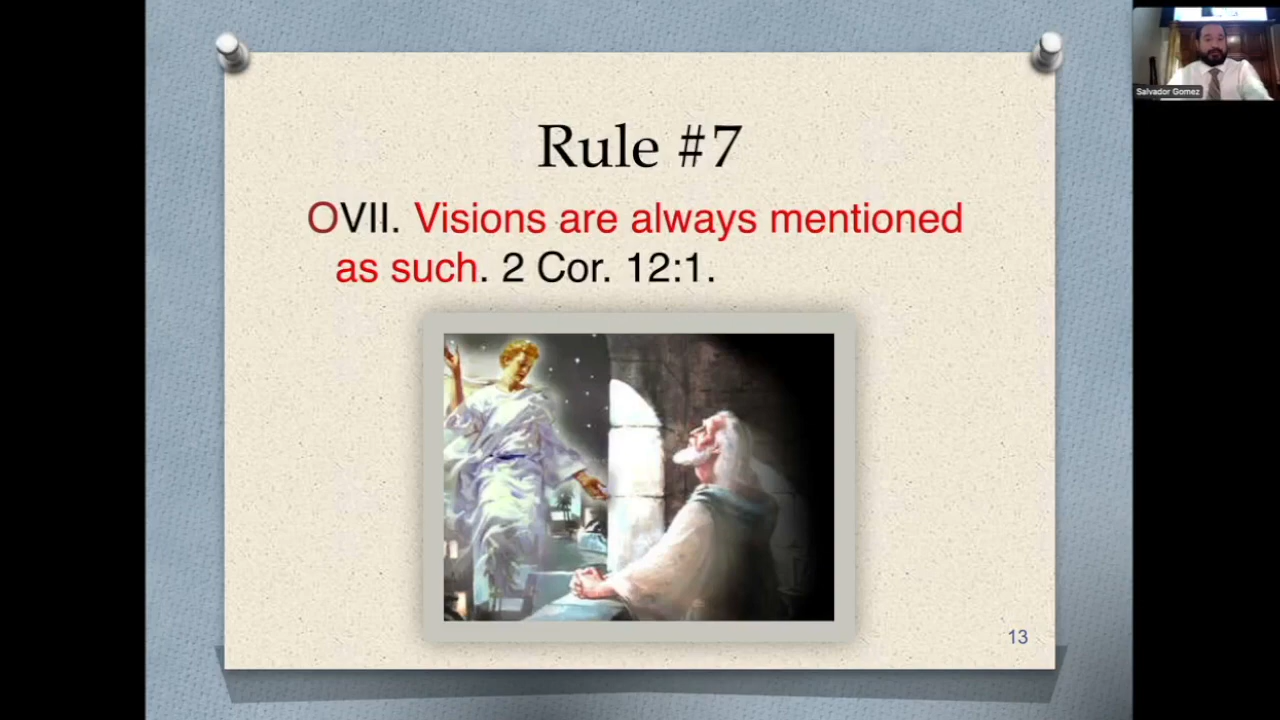 Rule #7
OVII. Visions are always mentioned
as such. 2 Cor. 12:1.
13
Salvador Gomez